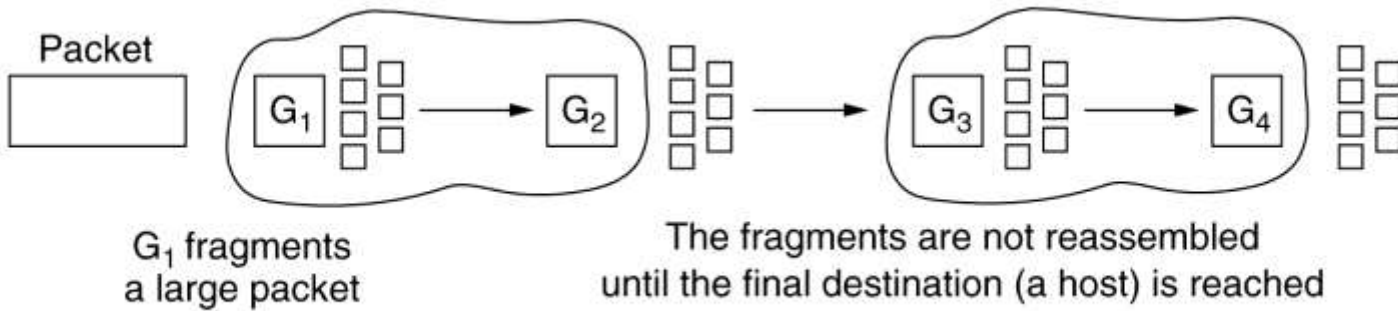 Packet
G₁
G₂
G₃
G₄
G₁ fragments
a large packet
The fragments are not reassembled
until the final destination (a host) is reached